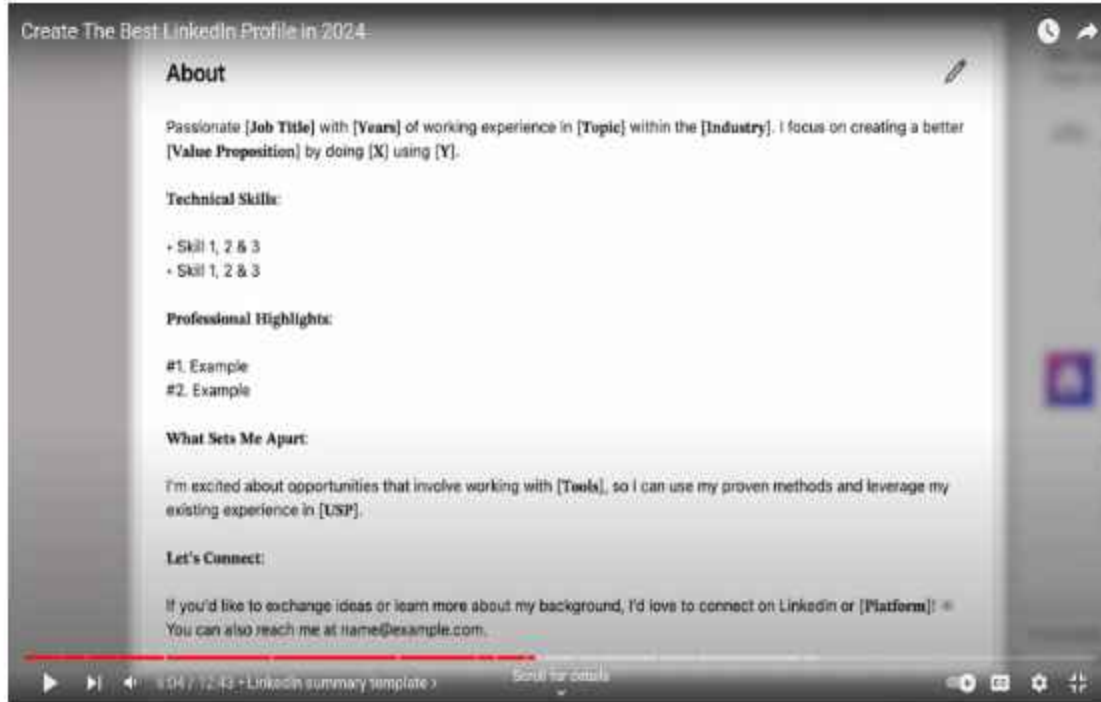 Create The Best LinkedIn Profile in 2024
About
Passionate [Job Title] with [Years] of working experience in [Topic] within the [Industry]. I focus on creating a better
[Value Proposition] by doing [X] using [Y].
Technical Skills:
• Skill 1, 2 & 3
• Skill 1, 2 & 3
Professional Highlights:
#1. Example
#2. Example
What Sets Me Apart:
I'm excited about opportunities that involve working with [Tools], so I can use my proven methods and leverage my
existing experience in [USP].
Let's Connect:
If you'd like to exchange ideas or learn more about my background, I'd love to connect on LinkedIn or [Platform]!
You can also reach me at name@example.com.
6:04 / 12:43 • LinkedIn summary template >
Scroll for details